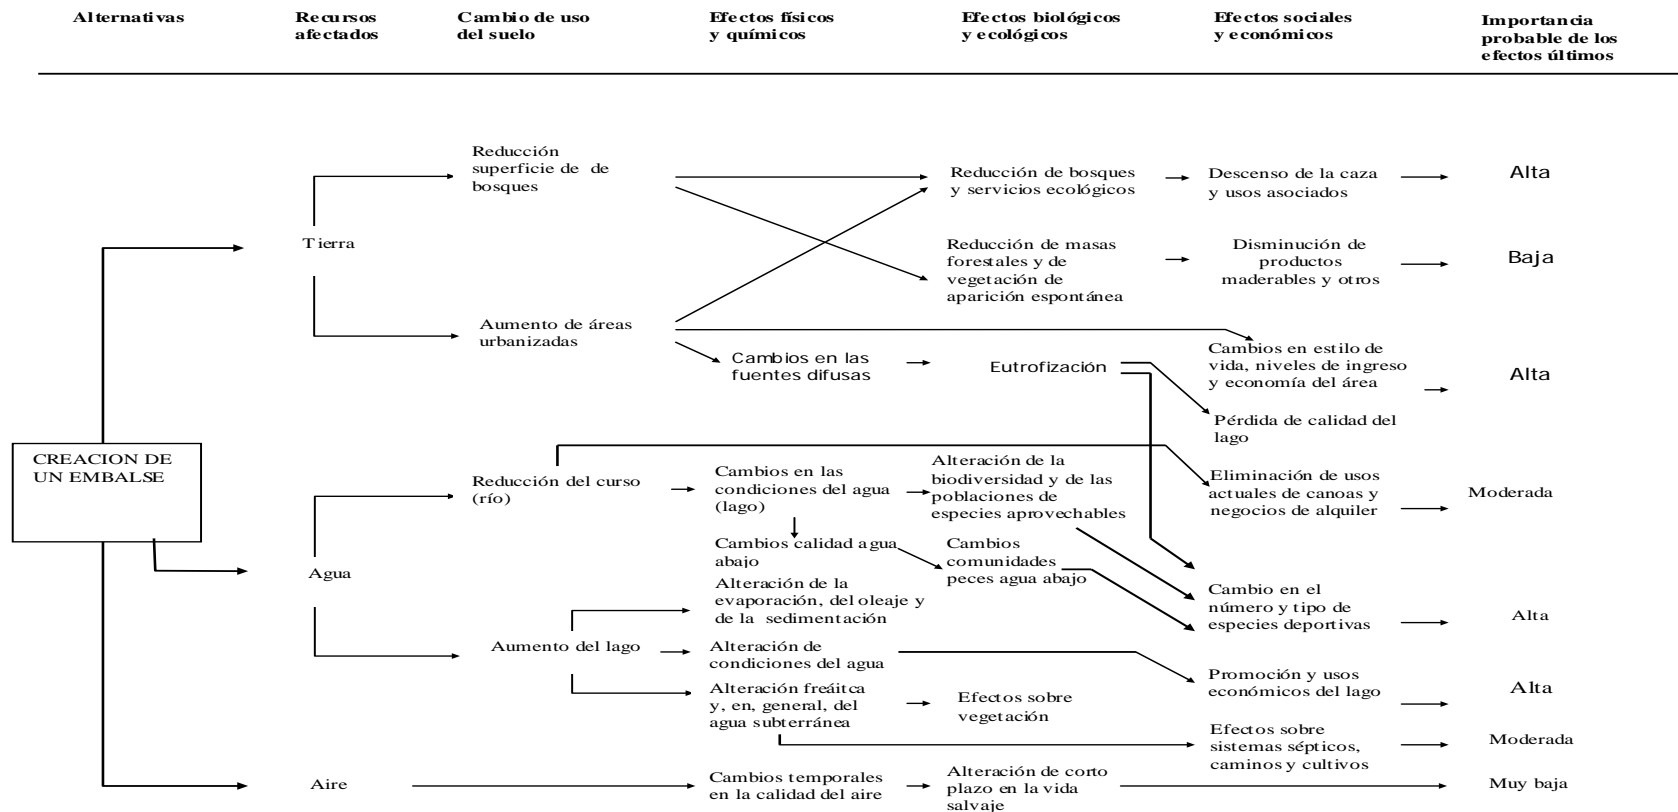 Alternativas
Recursos
afectados
Cambio de uso
del suelo
Efectos físicos
y químicos
Efectos biológicos
y ecológicos
Efectos sociales
y económicos
Importancia
probable de los
efectos últimos
CREACION DE
UN EMBALSE
Tierra
Reducción
superficie de de
bosques
Reducción de bosques
y servicios ecológicos
Descenso de la caza
y usos asociados
Alta
Reducción de masas
forestales y de
vegetación de
aparición espontánea
Disminución de
productos
maderables y otros
Baja
Aumento de áreas
urbanizadas
Cambios en las
fuentes difusas
Eutrofización
Cambios en estilo de
vida, niveles de ingreso
y economía del área
Alta
Pérdida de calidad del
lago
Agua
Reducción del curso
(río)
Cambios en las
condiciones del agua
(lago)
Alteración de la
biodiversidad y de las
poblaciones de
especies aprovechables
Eliminación de usos
actuales de canoas y
negocios de alquiler
Moderada
Cambios calidad agua
abajo
Cambios
comunidades
peces agua abajo
Cambio en el
número y tipo de
especies deportivas
Alta
Aumento del lago
Alteración de la
evaporación, del oleaje y
de la sedimentación
Alteración de
condiciones del agua
Promoción y usos
económicos del lago
Alta
Alteración freáitca
y, en, general, del
agua subterránea
Efectos sobre
vegetación
Efectos sobre
sistemas sépticos,
caminos y cultivos
Moderada
Aire
Cambios temporales
en la calidad del aire
Alteración de corto
plazo en la vida
salvaje
Muy baja